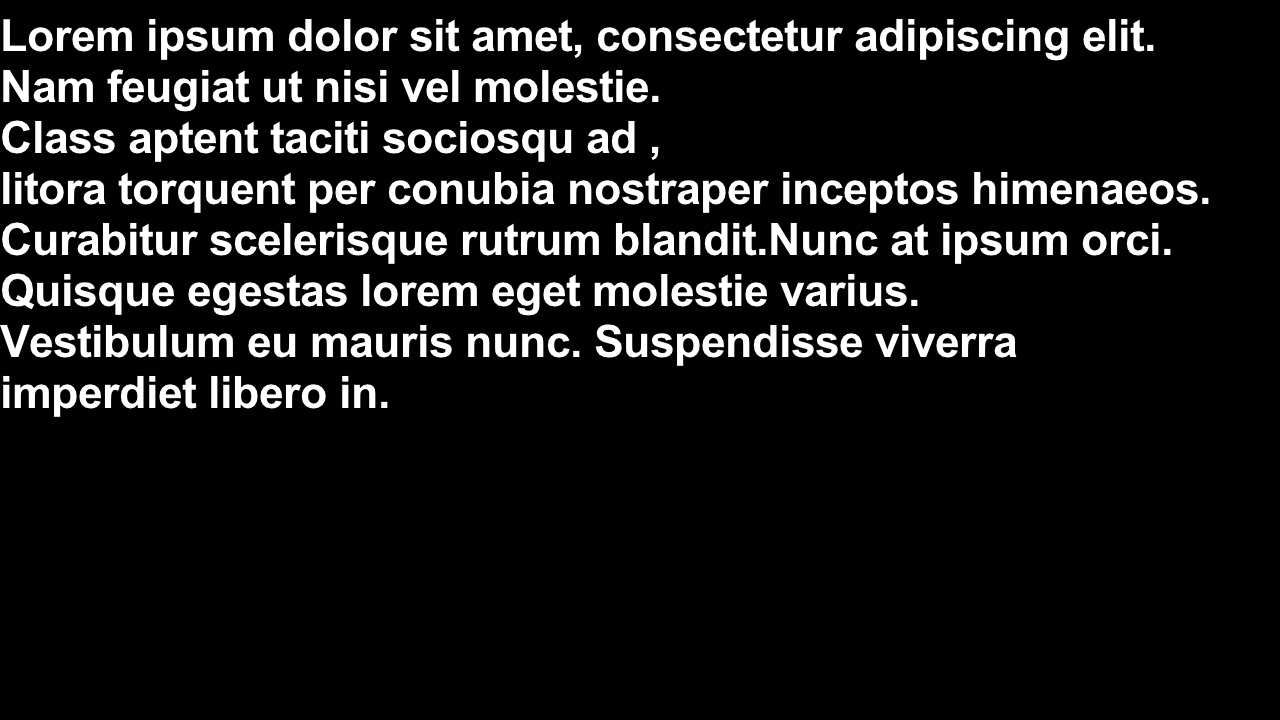 Lorem ipsum dolor sit amet, consectetur adipiscing elit.
Nam feugiat ut nisi vel molestie.
Class aptent taciti sociosqu ad ,
litora torquent per conubia nostraper inceptos himenaeos.
Curabitur scelerisque rutrum blandit.Nunc at ipsum orci.
Quisque egestas lorem eget molestie varius.
Vestibulum eu mauris nunc. Suspendisse viverra
imperdiet libero in.